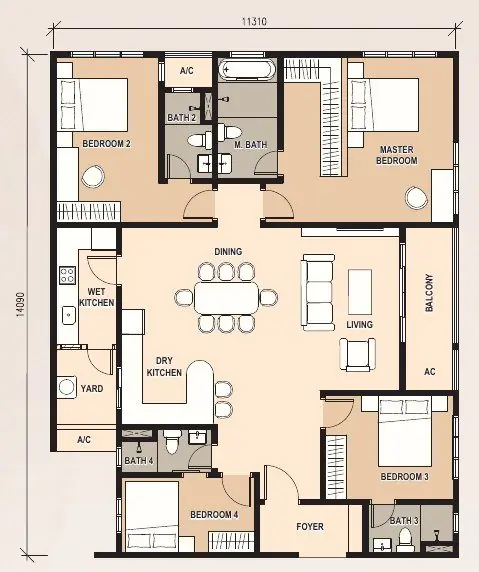 11310
14090
A/C
BATH 2
BEDROOM 2
M. BATH
MASTER
BEDROOM
DINING
WET
KITCHEN
BALCONY
LIVING
DRY
KITCHEN
YARD
AC
A/C
BATH 4
BEDROOM 3
BEDROOM 4
FOYER
BATH 3